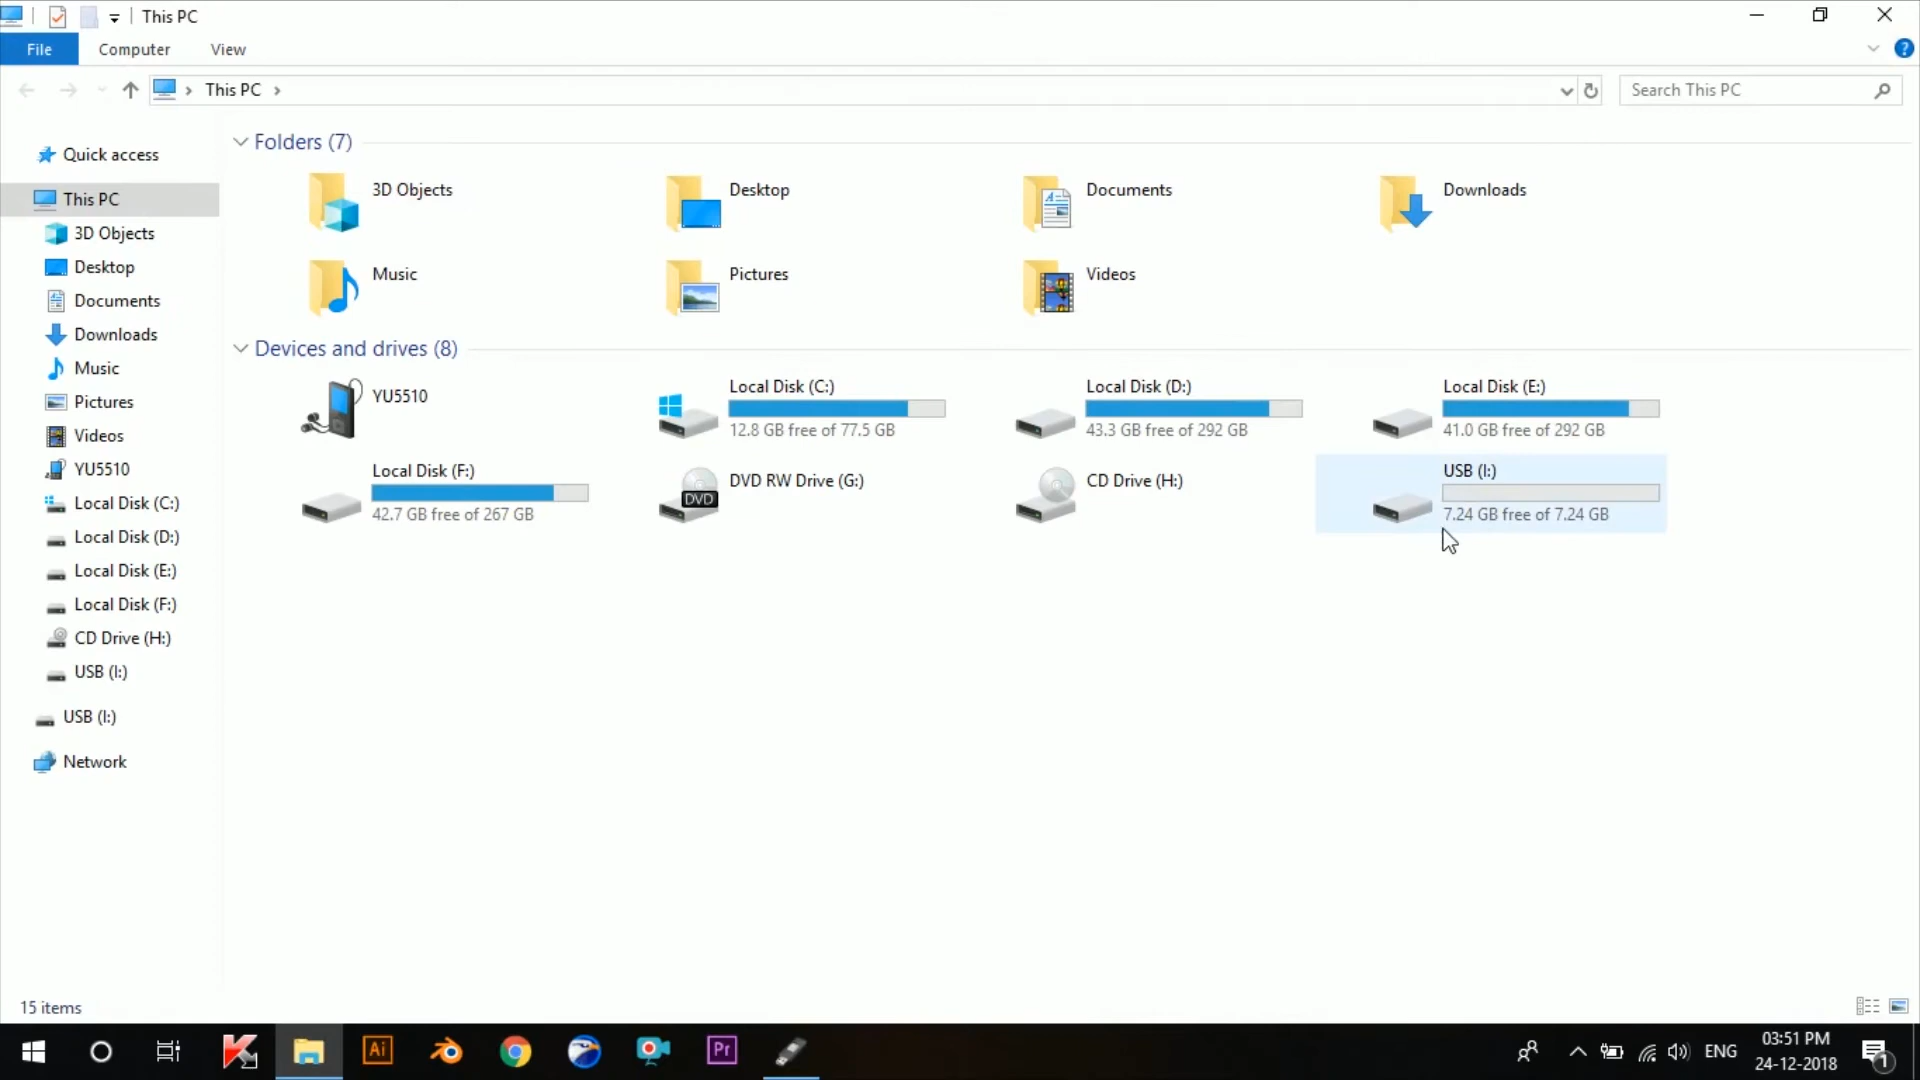 This PC
File Computer View
This PC
Search This PC
Quick access
This PC
3D Objects
Desktop
Documents
Downloads
Music
Pictures
Videos
YU5510
Local Disk (C:)
Local Disk (D:)
Local Disk (E:)
Local Disk (F:)
CD Drive (H:)
USB (I:)
USB (I:)
Network
Folders (7)
3D Objects
Desktop
Documents
Downloads
Music
Pictures
Videos
Devices and drives (8)
YU5510
Local Disk (C:)
12.8 GB free of 77.5 GB
Local Disk (D:)
43.3 GB free of 292 GB
Local Disk (E:)
41.0 GB free of 292 GB
Local Disk (F:)
42.7 GB free of 267 GB
DVD RW Drive (G:)
DVD
CD Drive (H:)
USB (I:)
7.24 GB free of 7.24 GB
15 items
Ai
Pr
ENG
03:51 PM
24-12-2018
1